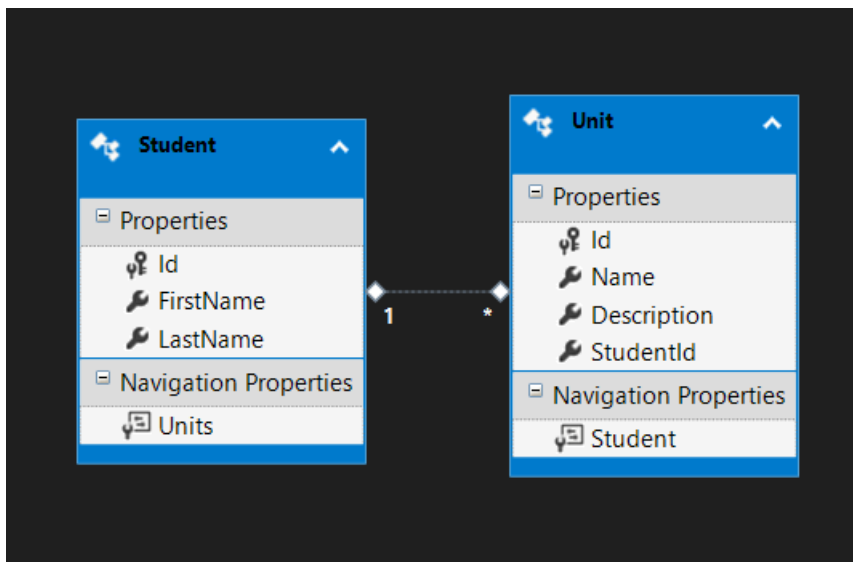 Student
Properties
Id
FirstName
LastName
Navigation Properties
Units
1
*
Unit
Properties
Id
Name
Description
StudentId
Navigation Properties
Student